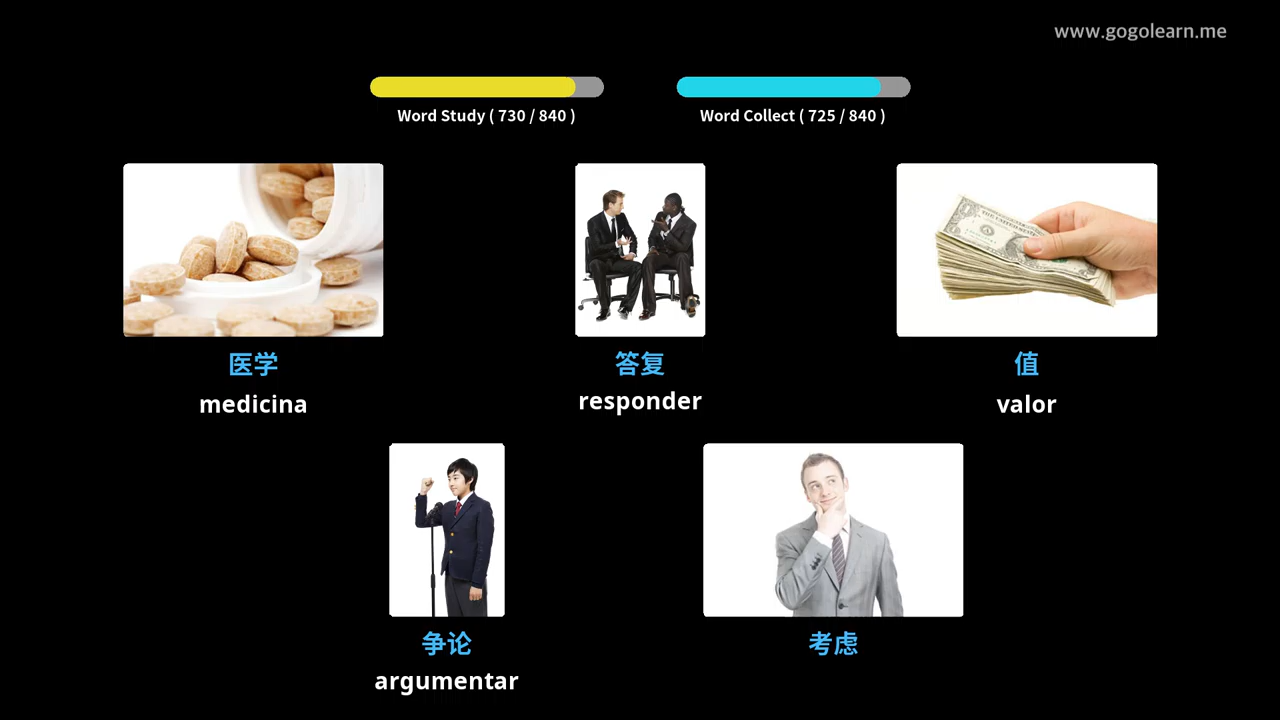 www.gogolearn.me
Word Study ( 730 / 840 )
Word Collect ( 725 / 840 )
医学
medicina
答复
responder
值
valor
争论
argumentar
考虑